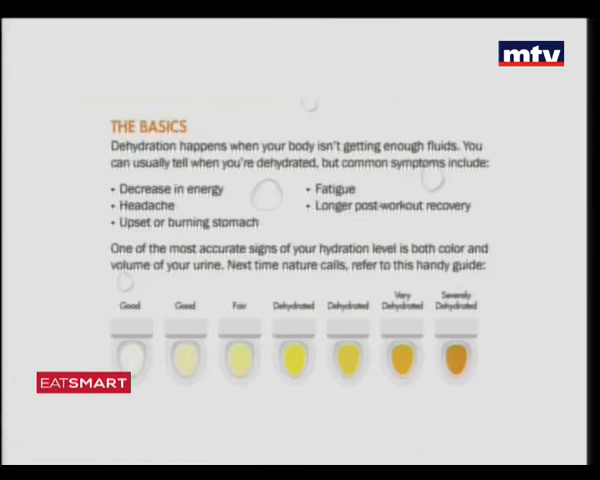 mtv
THE BASICS
Dehydration happens when your body isn't getting enough fluids. You
can usually tell when you're dehydrated, but common symptoms include:
• Decrease in energy
• Headache
• Upset or burning stomach
• Fatigue
• Longer post-workout recovery
One of the most accurate signs of your hydration level is both color and
volume of your urine. Next time nature calls, refer to this handy guide:
Good Good Fair Dehydrated Dehydrated Very Dehydrated Severely Dehydrated
EATSMART